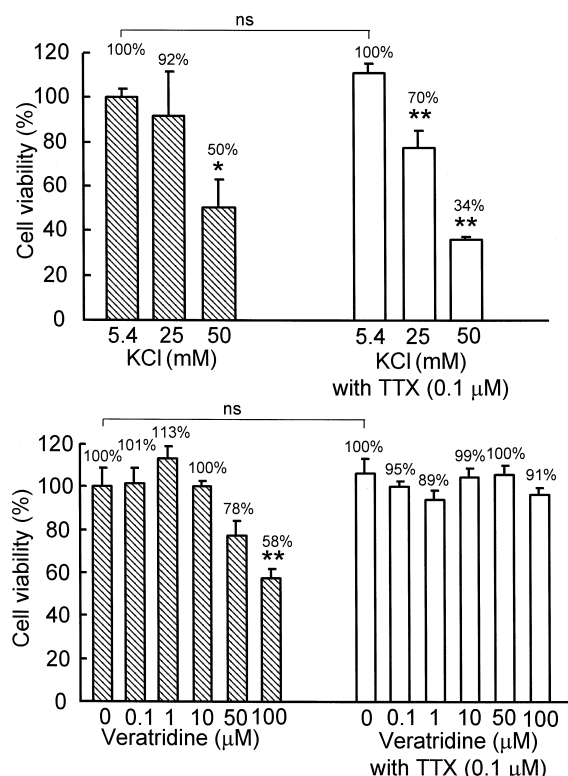 ns
100%
92%
50%
*
100%
70%
**
34%
**
Cell viability (%)
120
100
80
60
40
20
0
5.4 25 50
KCl (mM)
5.4 25 50
KCl (mM)
with TTX (0.1 μM)
ns
100%
101%
113%
100%
78%
58%
**
100%
95%
89%
99%
100%
91%
Cell viability (%)
120
100
80
60
40
20
0
0 0.1 1 10 50 100
Veratridine (μM)
0 0.1 1 10 50 100
Veratridine (μM)
with TTX (0.1 μM)